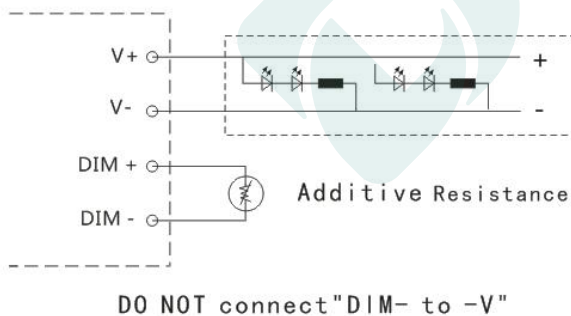 V+
+
V-
-
DIM +
Additive Resistance
DIM -
DO NOT connect"DIM- to -V"